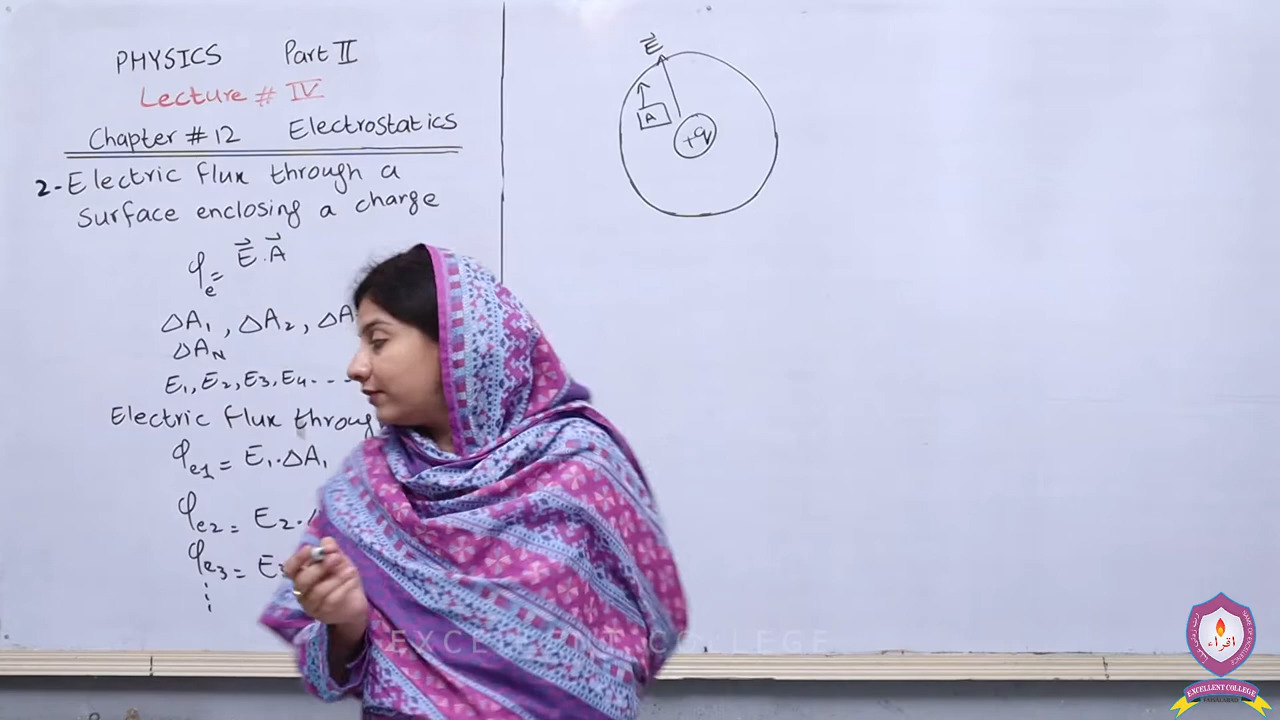 PHYSICS Part II
Lecture # IV
Chapter # 12 Electrostatics
2- Electric flux through a
surface enclosing a charge
φe = E⃗ . A⃗
ΔA1, ΔA2, ΔA
ΔAN
E1, E2, E3, E4 . . -
Electric flux throug
φe1 = E1 . ΔA1
φe2 = E2 .
φe3 = E3
E⃗
A
+q
EXCELLENT COLLEGE
اقراء
EXCELLENT COLLEGE